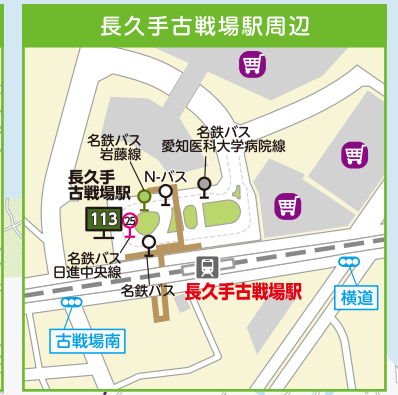 長久手古戦場駅周辺
名鉄バス
岩藤線
名鉄バス
愛知医科大学病院線
N-バス
長久手
古戦場駅
113
25
名鉄バス
日進中央線
名鉄バス
長久手古戦場駅
横道
古戦場南